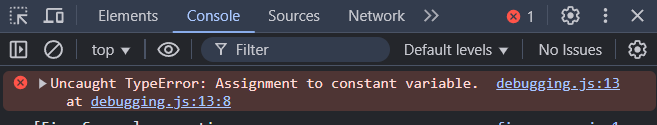 Elements Console Sources Network 1
top Filter Default levels No Issues
Uncaught TypeError: Assignment to constant variable. debugging.js:13
at debugging.js:13:8